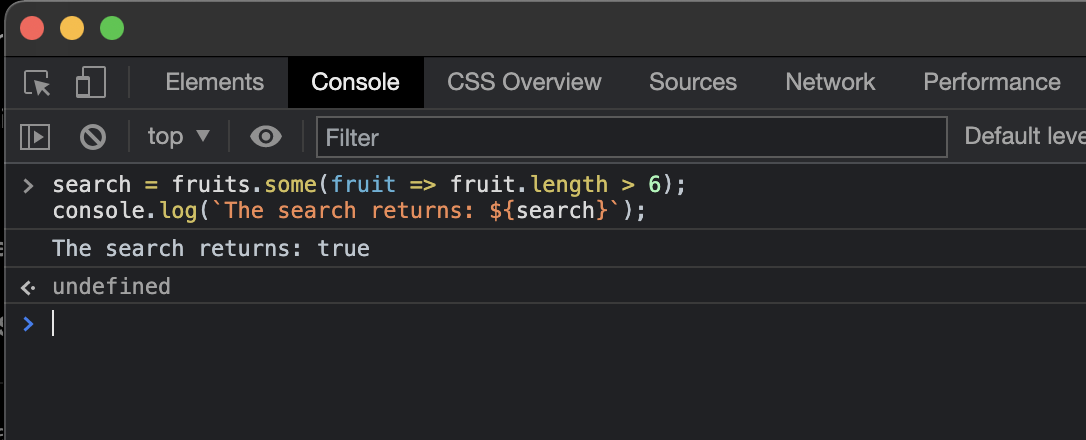 Elements Console CSS Overview Sources Network Performance
top ▼ Filter Default leve
> search = fruits.some(fruit => fruit.length > 6);
console.log(`The search returns: ${search}`);
The search returns: true
undefined
>